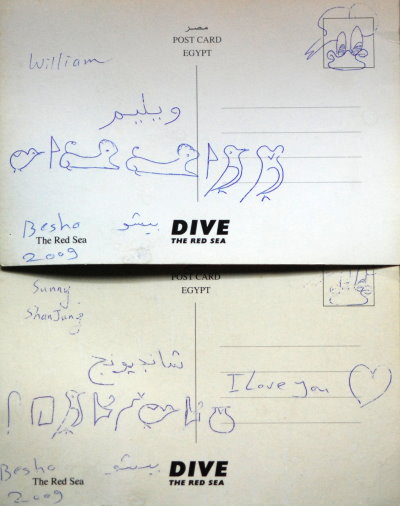 مصر
POST CARD
EGYPT
William
ويليم
Besho بيشو
The Red Sea
2009
DIVE
THE RED SEA
POST CARD
EGYPT
Sunny
ShanJung
شانديونج
I Love you
Besho بيشو
The Red Sea
2009
DIVE
THE RED SEA